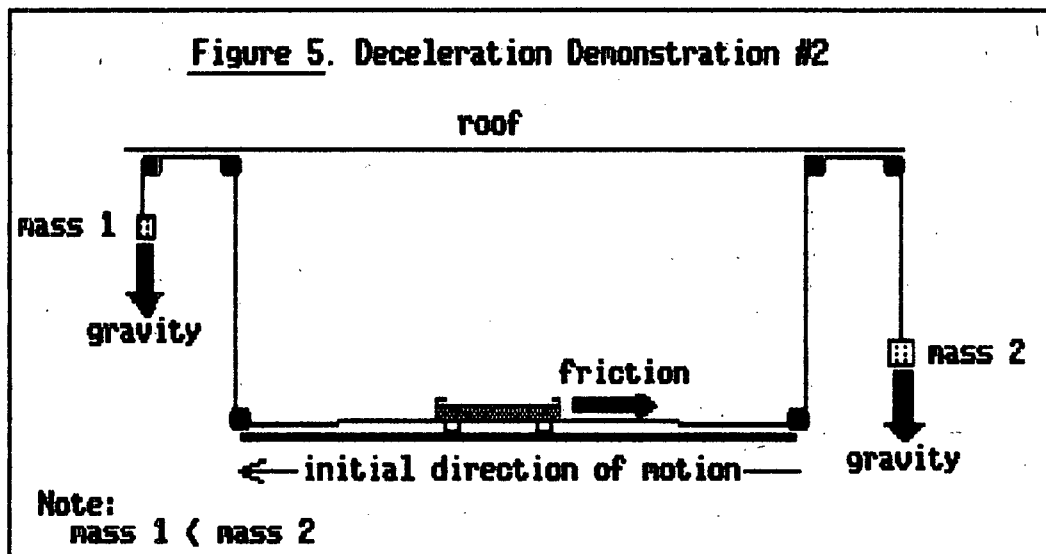 Figure 5. Deceleration Demonstration #2
roof
mass 1
gravity
friction
mass 2
gravity
initial direction of motion
Note:
mass 1 < mass 2